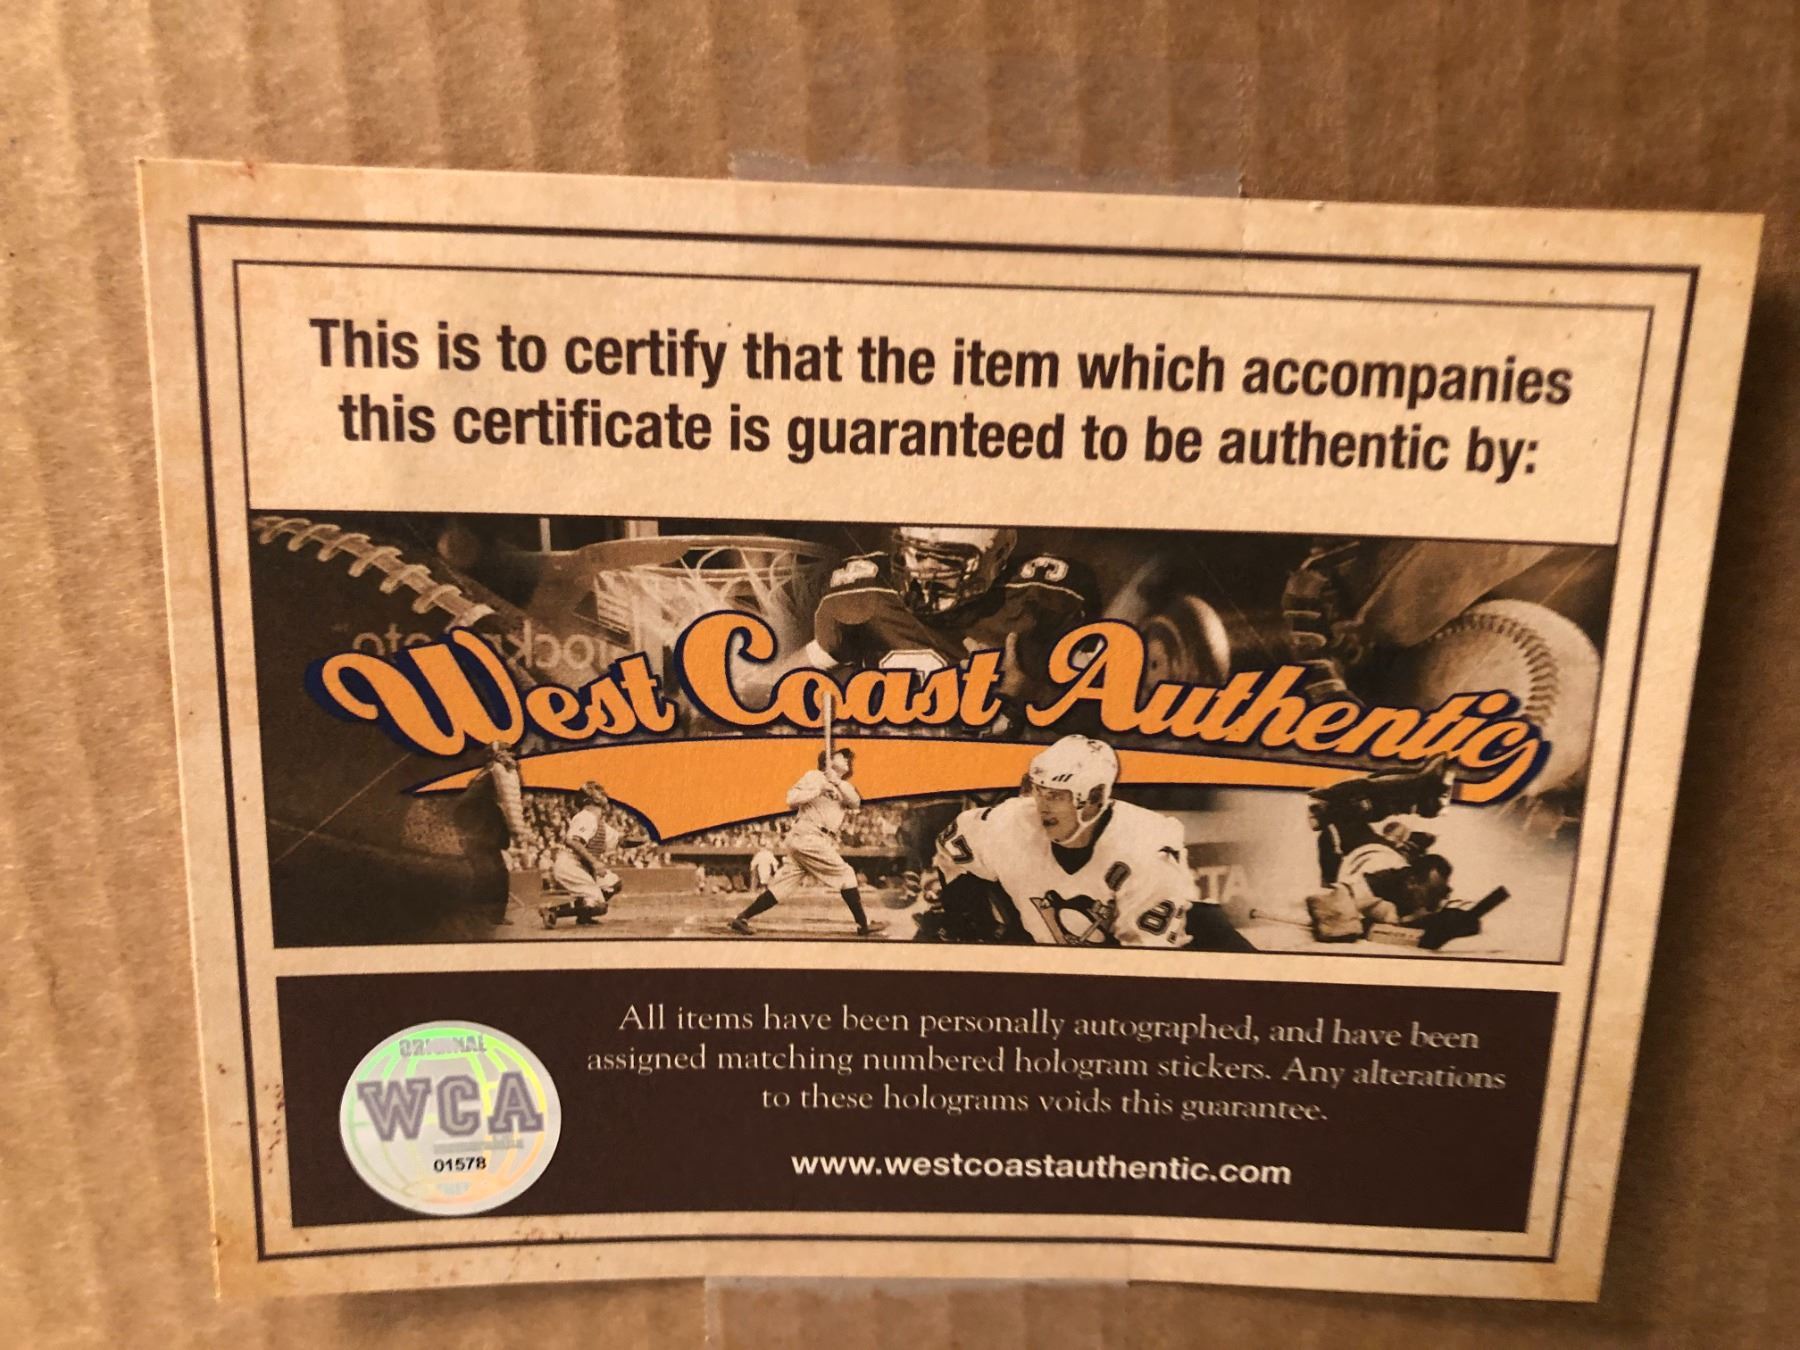 This is to certify that the item which accompanies
this certificate is guaranteed to be authentic by:
West Coast Authentic
3
87
All items have been personally autographed, and have been
assigned matching numbered hologram stickers. Any alterations
to these holograms voids this guarantee.
www.westcoastauthentic.com
ORIGINAL
WCA
01578